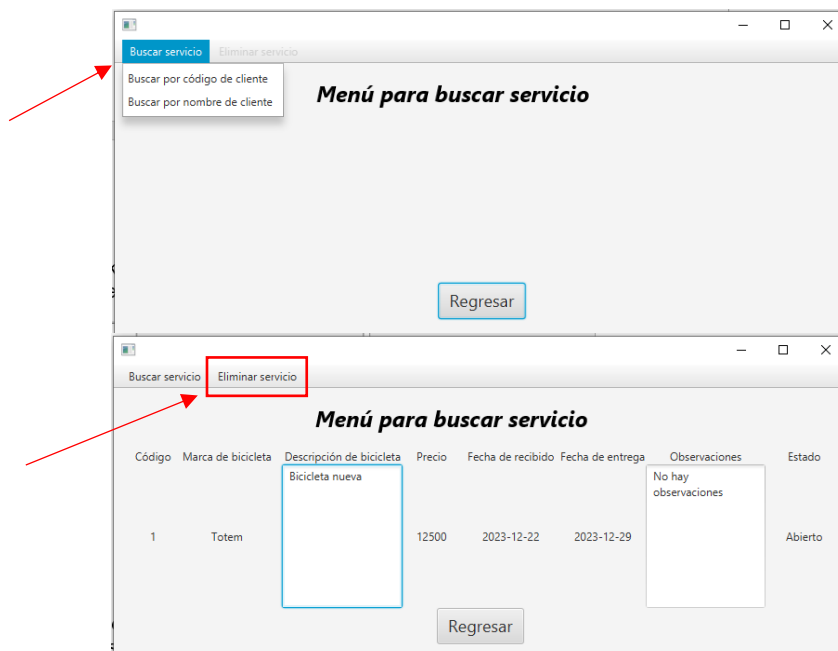 Buscar servicio Eliminar servicio
Buscar por código de cliente
Buscar por nombre de cliente
Menú para buscar servicio
Regresar
Buscar servicio Eliminar servicio
Menú para buscar servicio
Código Marca de bicicleta Descripción de bicicleta Precio Fecha de recibido Fecha de entrega Observaciones Estado
Bicicleta nueva No hay
observaciones
1 Totem 12500 2023-12-22 2023-12-29 Abierto
Regresar